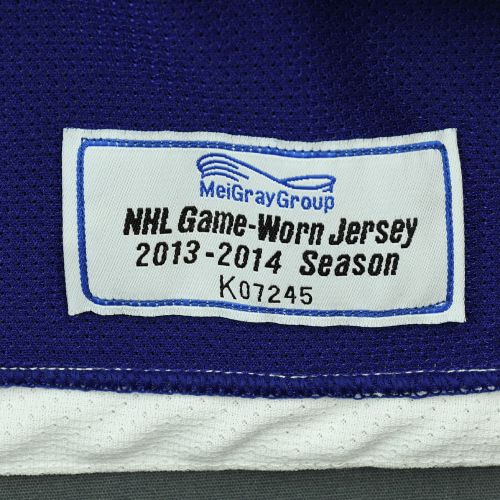 MeiGrayGroup
NHL Game-Worn Jersey
2013-2014 Season
K07245